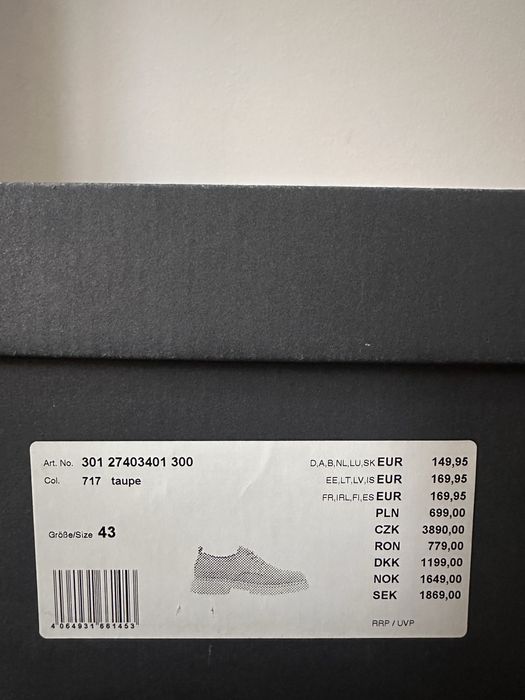 Art. No. 301 27403401 300
Col. 717 taupe
Größe/Size 43
4 064931 661453
D,A,B,NL,LU,SK EUR 149,95
EE,LT,LV,IS EUR 169,95
FR,IRL,FI,ES EUR 169,95
PLN 699,00
CZK 3890,00
RON 779,00
DKK 1199,00
NOK 1649,00
SEK 1869,00
RRP / UVP